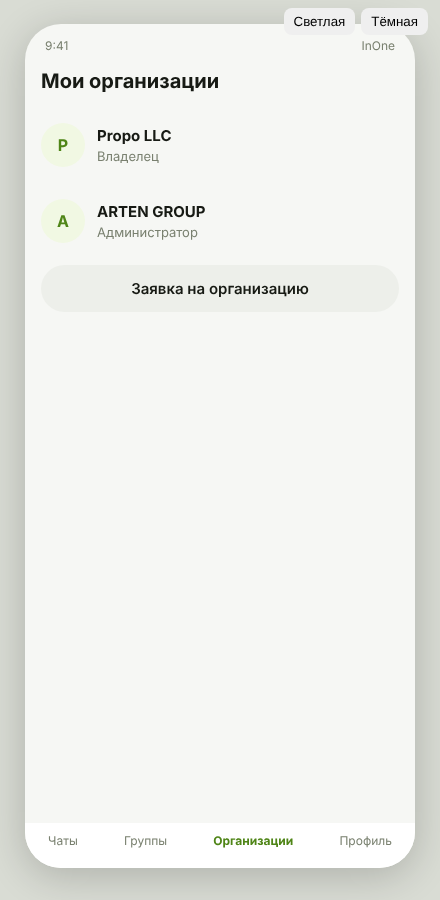 Светлая Тёмная
9:41 InOne
Мои организации
P
Propo LLC
Владелец
A
ARTEN GROUP
Администратор
Заявка на организацию
Чаты Группы Организации Профиль